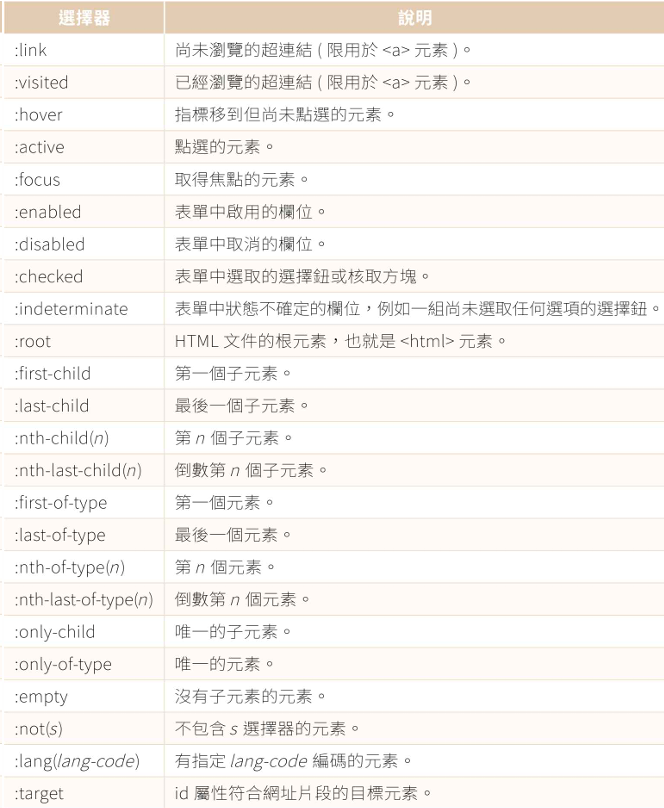 選擇器 說明
:link 尚未瀏覽的超連結 ( 限用於 <a> 元素 )。
:visited 已經瀏覽的超連結 ( 限用於 <a> 元素 )。
:hover 指標移到但尚未點選的元素。
:active 點選的元素。
:focus 取得焦點的元素。
:enabled 表單中啟用的欄位。
:disabled 表單中取消的欄位。
:checked 表單中選取的選擇鈕或核取方塊。
:indeterminate 表單中狀態不確定的欄位，例如一組尚未選取任何選項的選擇鈕。
:root HTML 文件的根元素，也就是 <html> 元素。
:first-child 第一個子元素。
:last-child 最後一個子元素。
:nth-child(n) 第 n 個子元素。
:nth-last-child(n) 倒數第 n 個子元素。
:first-of-type 第一個元素。
:last-of-type 最後一個元素。
:nth-of-type(n) 第 n 個元素。
:nth-last-of-type(n) 倒數第 n 個元素。
:only-child 唯一的子元素。
:only-of-type 唯一的元素。
:empty 沒有子元素的元素。
:not(s) 不包含 s 選擇器的元素。
:lang(lang-code) 有指定 lang-code 編碼的元素。
:target id 屬性符合網址片段的目標元素。